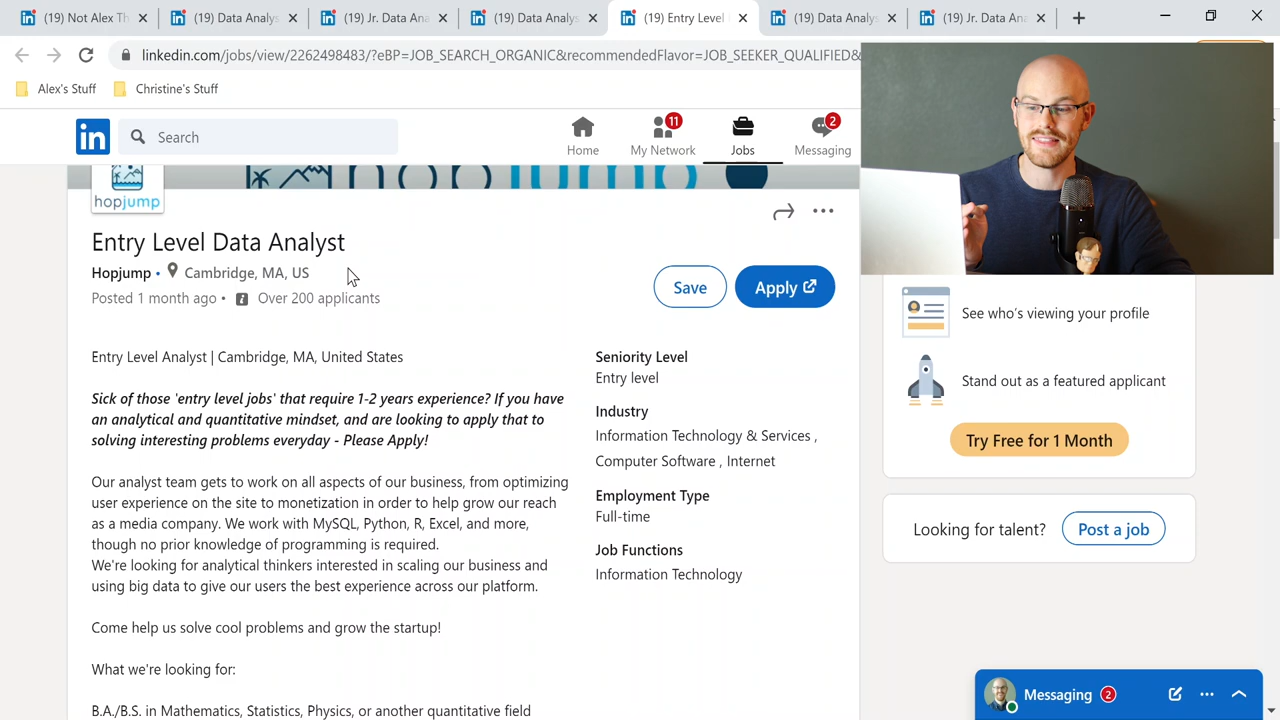 (19) Not Alex Th
(19) Data Analys
(19) Jr. Data An
(19) Data Analys
(19) Entry Level
(19) Data Analys
(19) Jr. Data An
linkedin.com/jobs/view/2262498483/?eBP=JOB_SEARCH_ORGANIC&recommendedFlavor=JOB_SEEKER_QUALIFIED&
Alex's Stuff
Christine's Stuff
in
Search
Home
11
My Network
Jobs
2
Messaging
hopjump
hopjump
Entry Level Data Analyst
Hopjump • Cambridge, MA, US
Posted 1 month ago • Over 200 applicants
Save
Apply
Entry Level Analyst | Cambridge, MA, United States
Sick of those 'entry level jobs' that require 1-2 years experience? If you have
an analytical and quantitative mindset, and are looking to apply that to
solving interesting problems everyday - Please Apply!
Our analyst team gets to work on all aspects of our business, from optimizing
user experience on the site to monetization in order to help grow our reach
as a media company. We work with MySQL, Python, R, Excel, and more,
though no prior knowledge of programming is required.
We're looking for analytical thinkers interested in scaling our business and
using big data to give our users the best experience across our platform.
Come help us solve cool problems and grow the startup!
What we're looking for:
B.A./B.S. in Mathematics, Statistics, Physics, or another quantitative field
Seniority Level
Entry level
Industry
Information Technology & Services ,
Computer Software , Internet
Employment Type
Full-time
Job Functions
Information Technology
See who's viewing your profile
Stand out as a featured applicant
Try Free for 1 Month
Looking for talent?
Post a job
Messaging 2